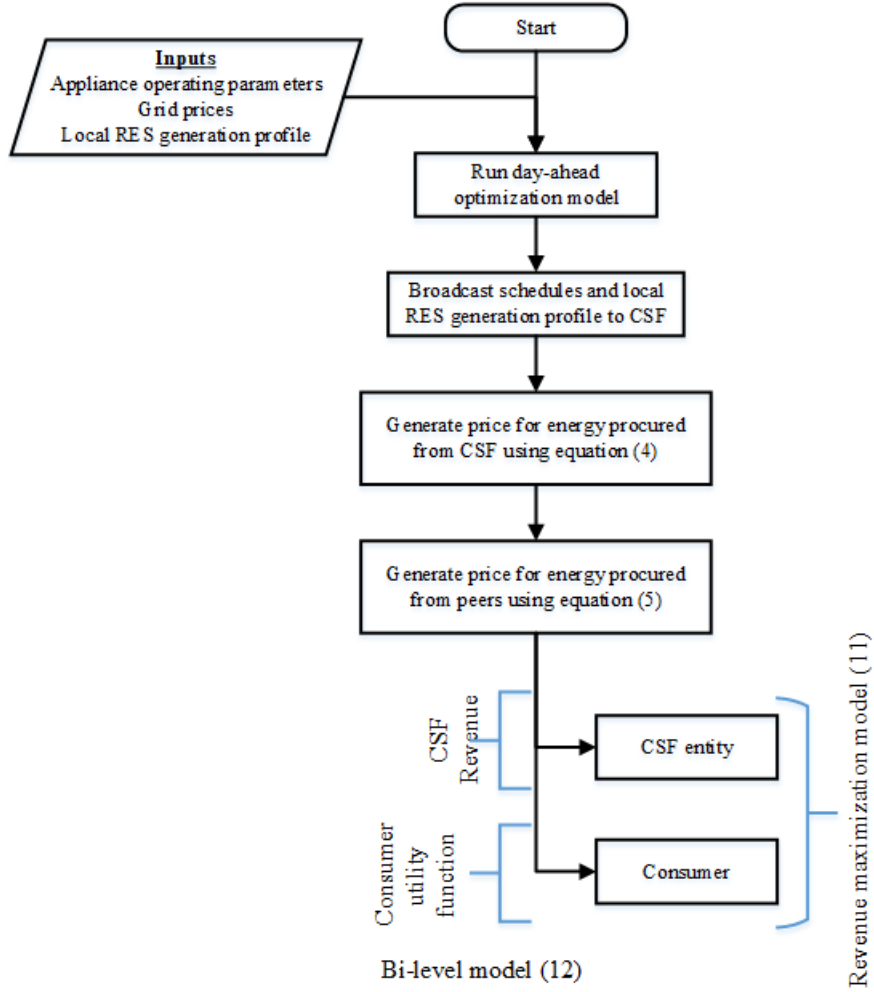 Start
Inputs
Appliance operating parameters
Grid prices
Local RES generation profile
Run day-ahead
optimization model
Broadcast schedules and local
RES generation profile to CSF
Generate price for energy procured
from CSF using equation (4)
Generate price for energy procured
from peers using equation (5)
CSF
Revenue
CSF entity
Consumer
utility
function
Consumer
Revenue maximization model (11)
Bi-level model (12)